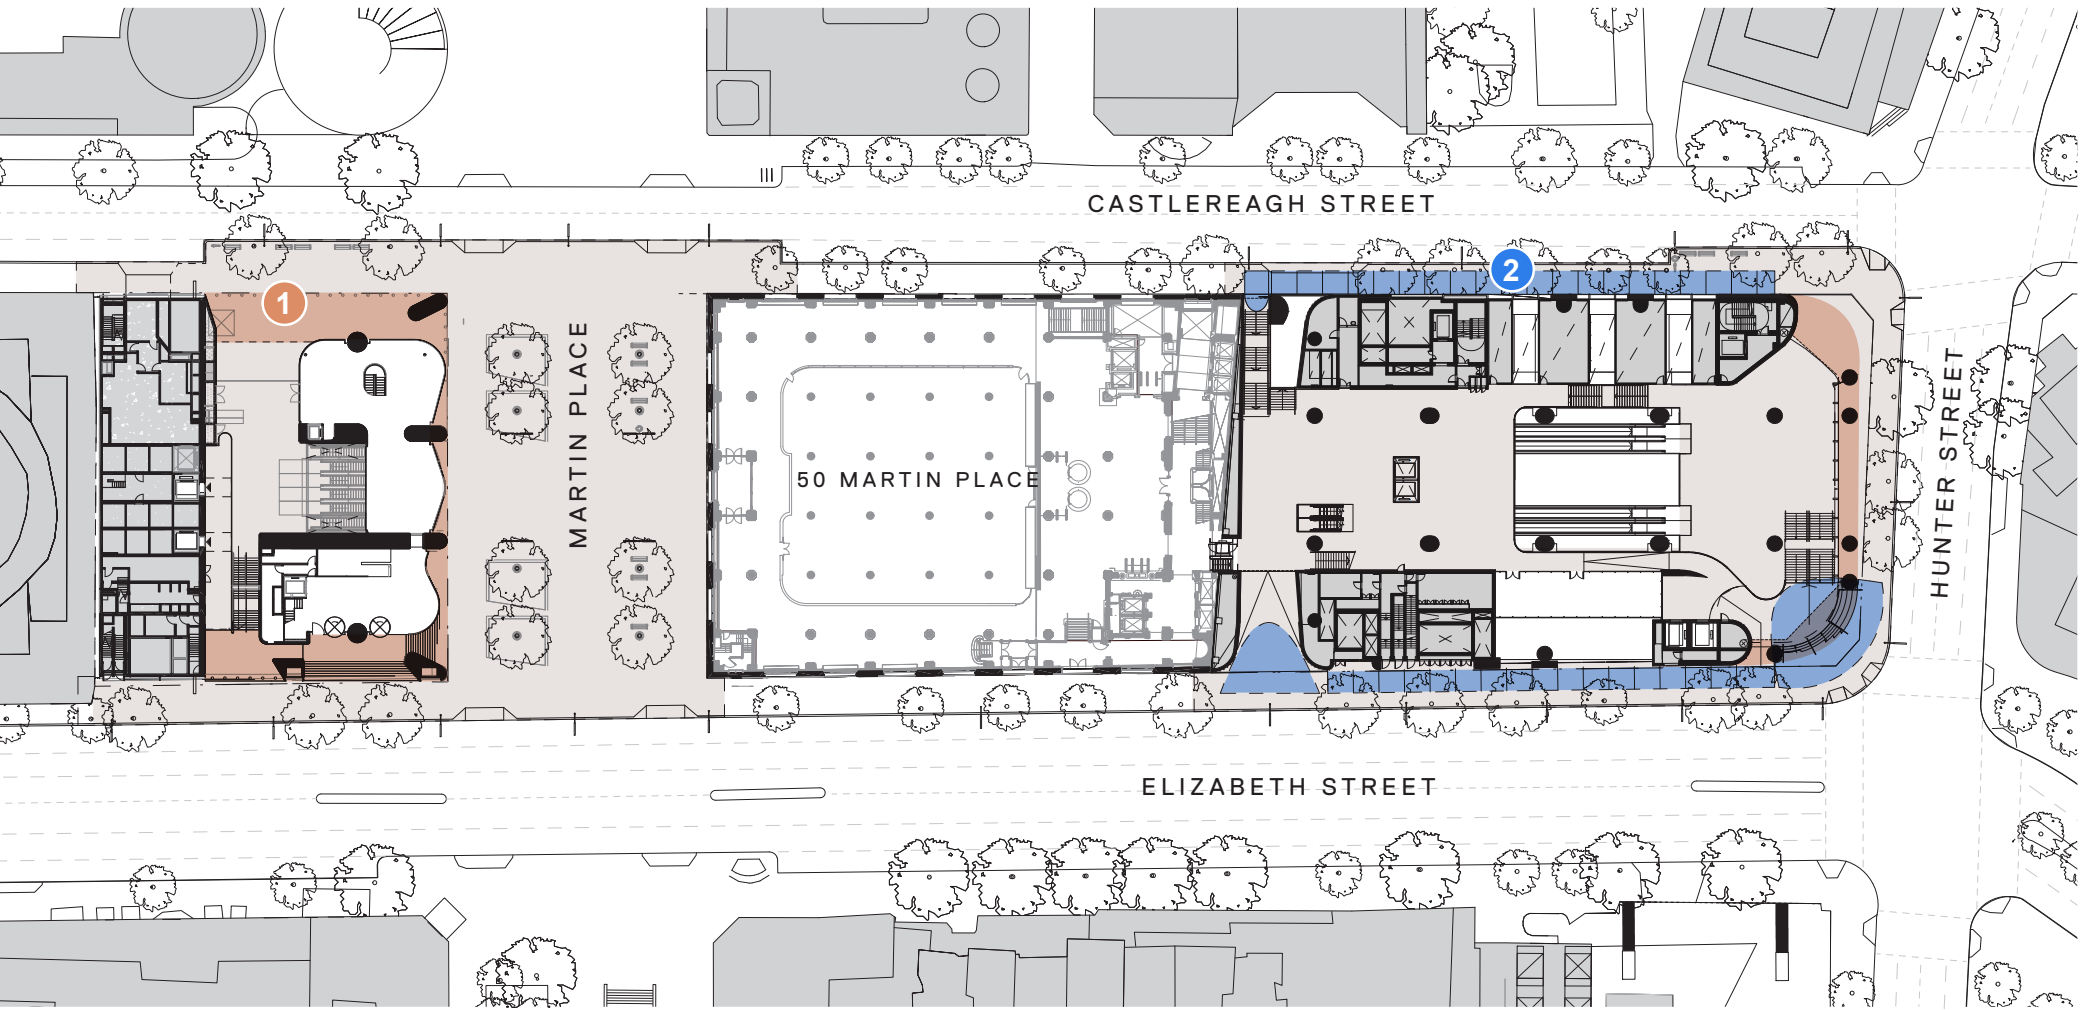 CASTLEREAGH STREET
2
1
MARTIN PLACE
50 MARTIN PLACE
HUNTER STREET
ELIZABETH STREET